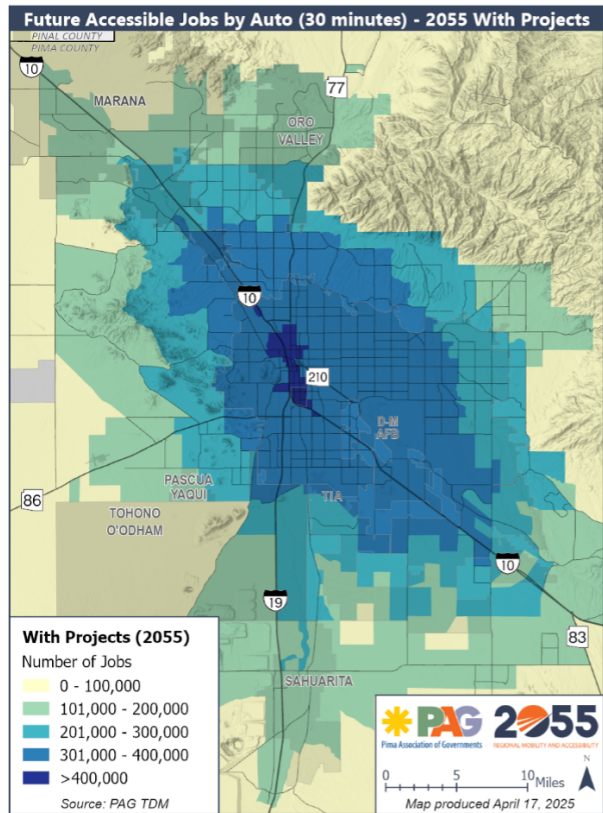 Future Accessible Jobs by Auto (30 minutes) - 2055 With Projects
PINAL COUNTY
PIMA COUNTY
10
77
MARANA
ORO
VALLEY
10
210
D-M
AFB
PASCUA
YAQUI
TIA
86
TOHONO
O'ODHAM
10
19
83
SAHUARITA
With Projects (2055)
Number of Jobs
0 - 100,000
101,000 - 200,000
201,000 - 300,000
301,000 - 400,000
>400,000
Source: PAG TDM
PAG
Pima Association of Governments
2055
REGIONAL MOBILITY AND ACCESSIBILITY
N
0 5 10
Miles
Map produced April 17, 2025